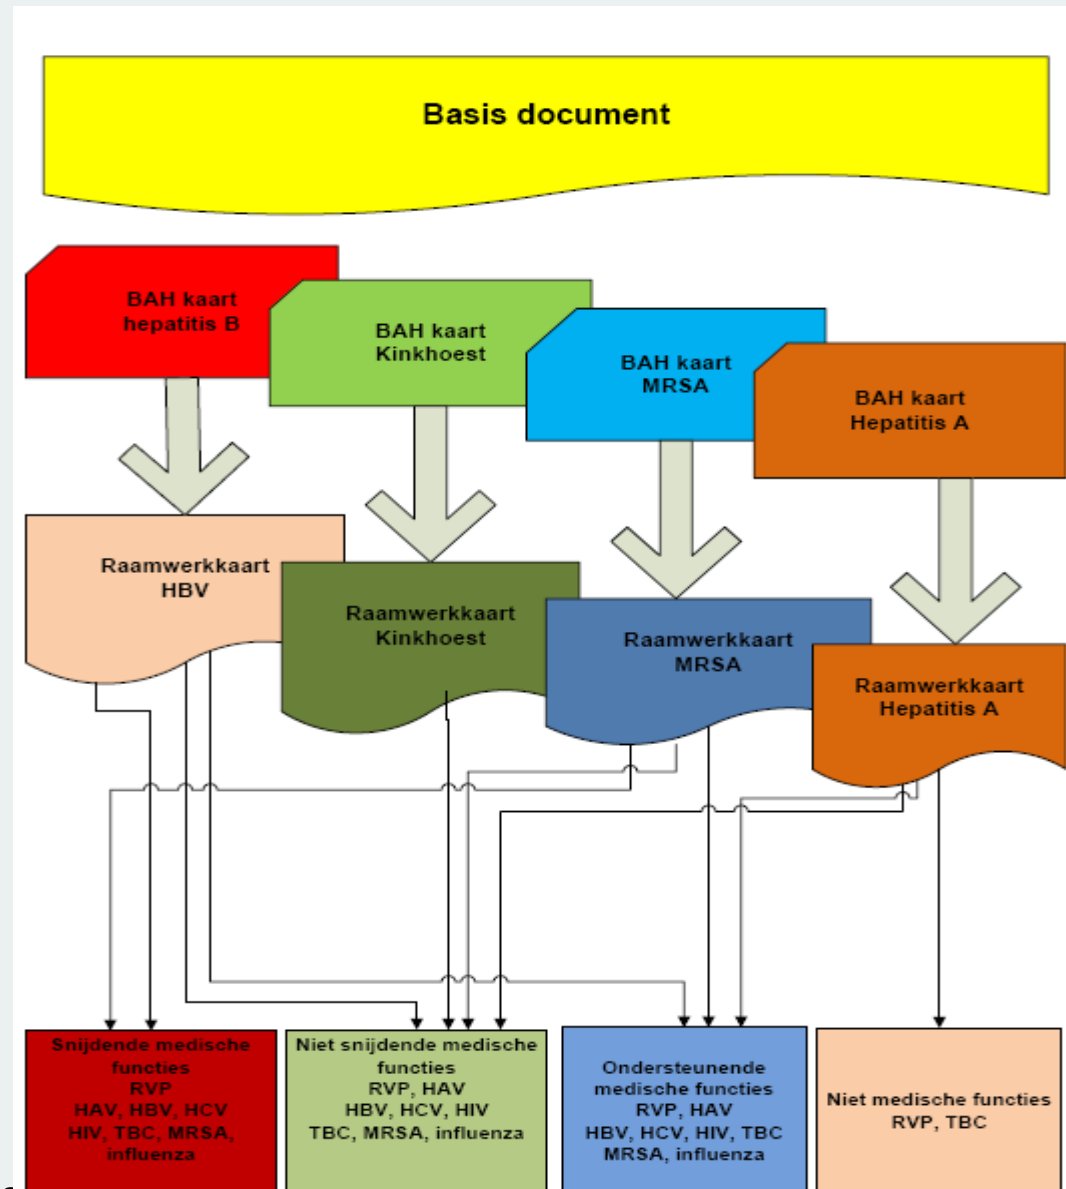 Basis document
BAH kaart
hepatitis B
BAH kaart
Kinkhoest
BAH kaart
MRSA
BAH kaart
Hepatitis A
Raamwerkkaart
HBV
Raamwerkkaart
Kinkhoest
Raamwerkkaart
MRSA
Raamwerkkaart
Hepatitis A
Snijdende medische
functies
RVP
HAV, HBV, HCV
HIV, TBC, MRSA,
influenza
Niet snijdende medische
functies
RVP, HAV
HBV, HCV, HIV
TBC, MRSA, influenza
Ondersteunende
medische functies
RVP, HAV
HBV, HCV, HIV, TBC
MRSA, influenza
Niet medische functies
RVP, TBC